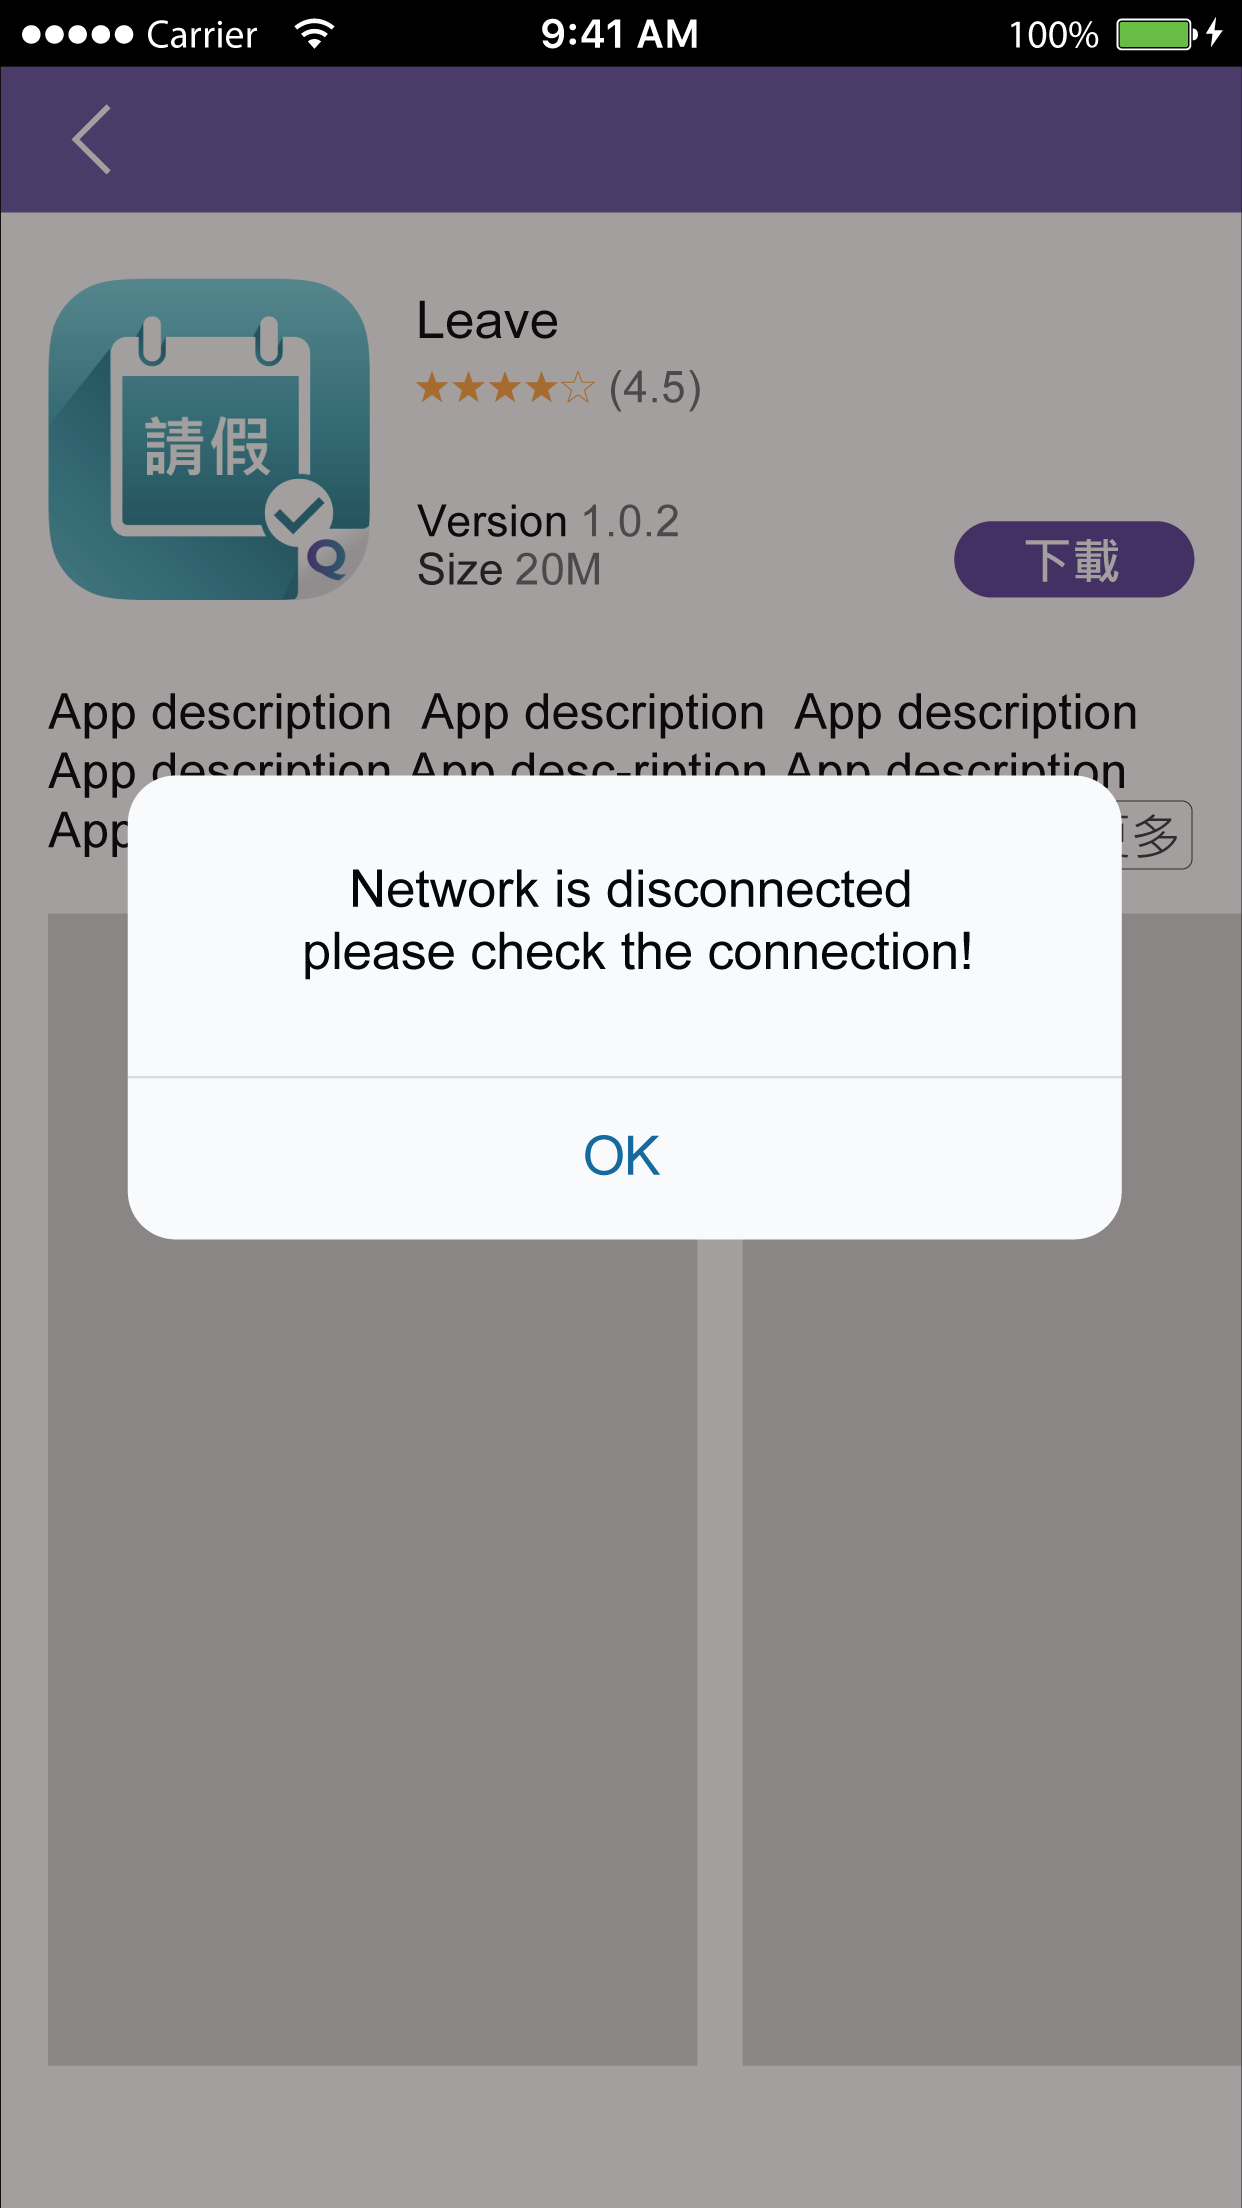 Carrier 9:41 AM 100%
Leave
★★★★☆ (4.5)
請假
Version 1.0.2
Q
Size 20M
下載
App description App description App description
App description App desc-ription App description
App
多
Network is disconnected
please check the connection!
OK